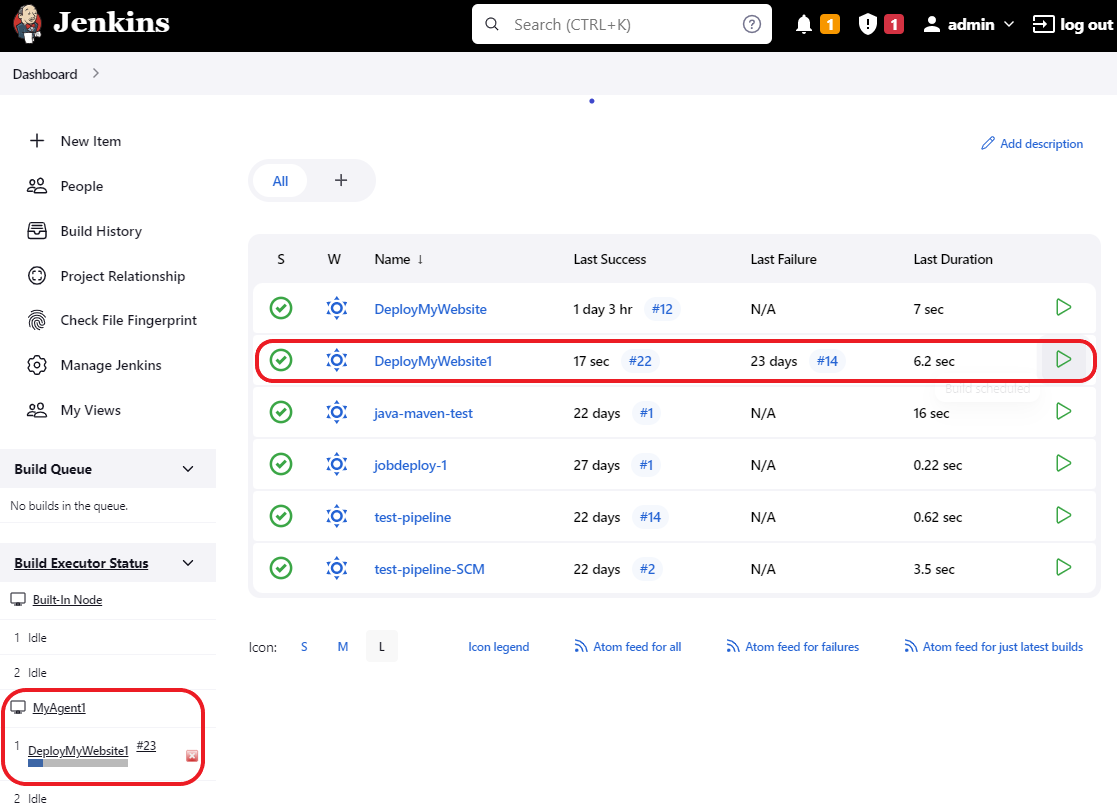 Jenkins
Search (CTRL+K)
1
1
admin
log out
Dashboard
New Item
People
Build History
Project Relationship
Check File Fingerprint
Manage Jenkins
My Views
Build Queue
No builds in the queue.
Build Executor Status
Built-In Node
1 Idle
2 Idle
MyAgent1
1 DeployMyWebsite1 #23
2 Idle
Add description
All
S W Name ↓ Last Success Last Failure Last Duration
DeployMyWebsite 1 day 3 hr #12 N/A 7 sec
DeployMyWebsite1 17 sec #22 23 days #14 6.2 sec
Build scheduled
java-maven-test 22 days #1 N/A 16 sec
jobdeploy-1 27 days #1 N/A 0.22 sec
test-pipeline 22 days #14 N/A 0.62 sec
test-pipeline-SCM 22 days #2 N/A 3.5 sec
Icon: S M L Icon legend Atom feed for all Atom feed for failures Atom feed for just latest builds